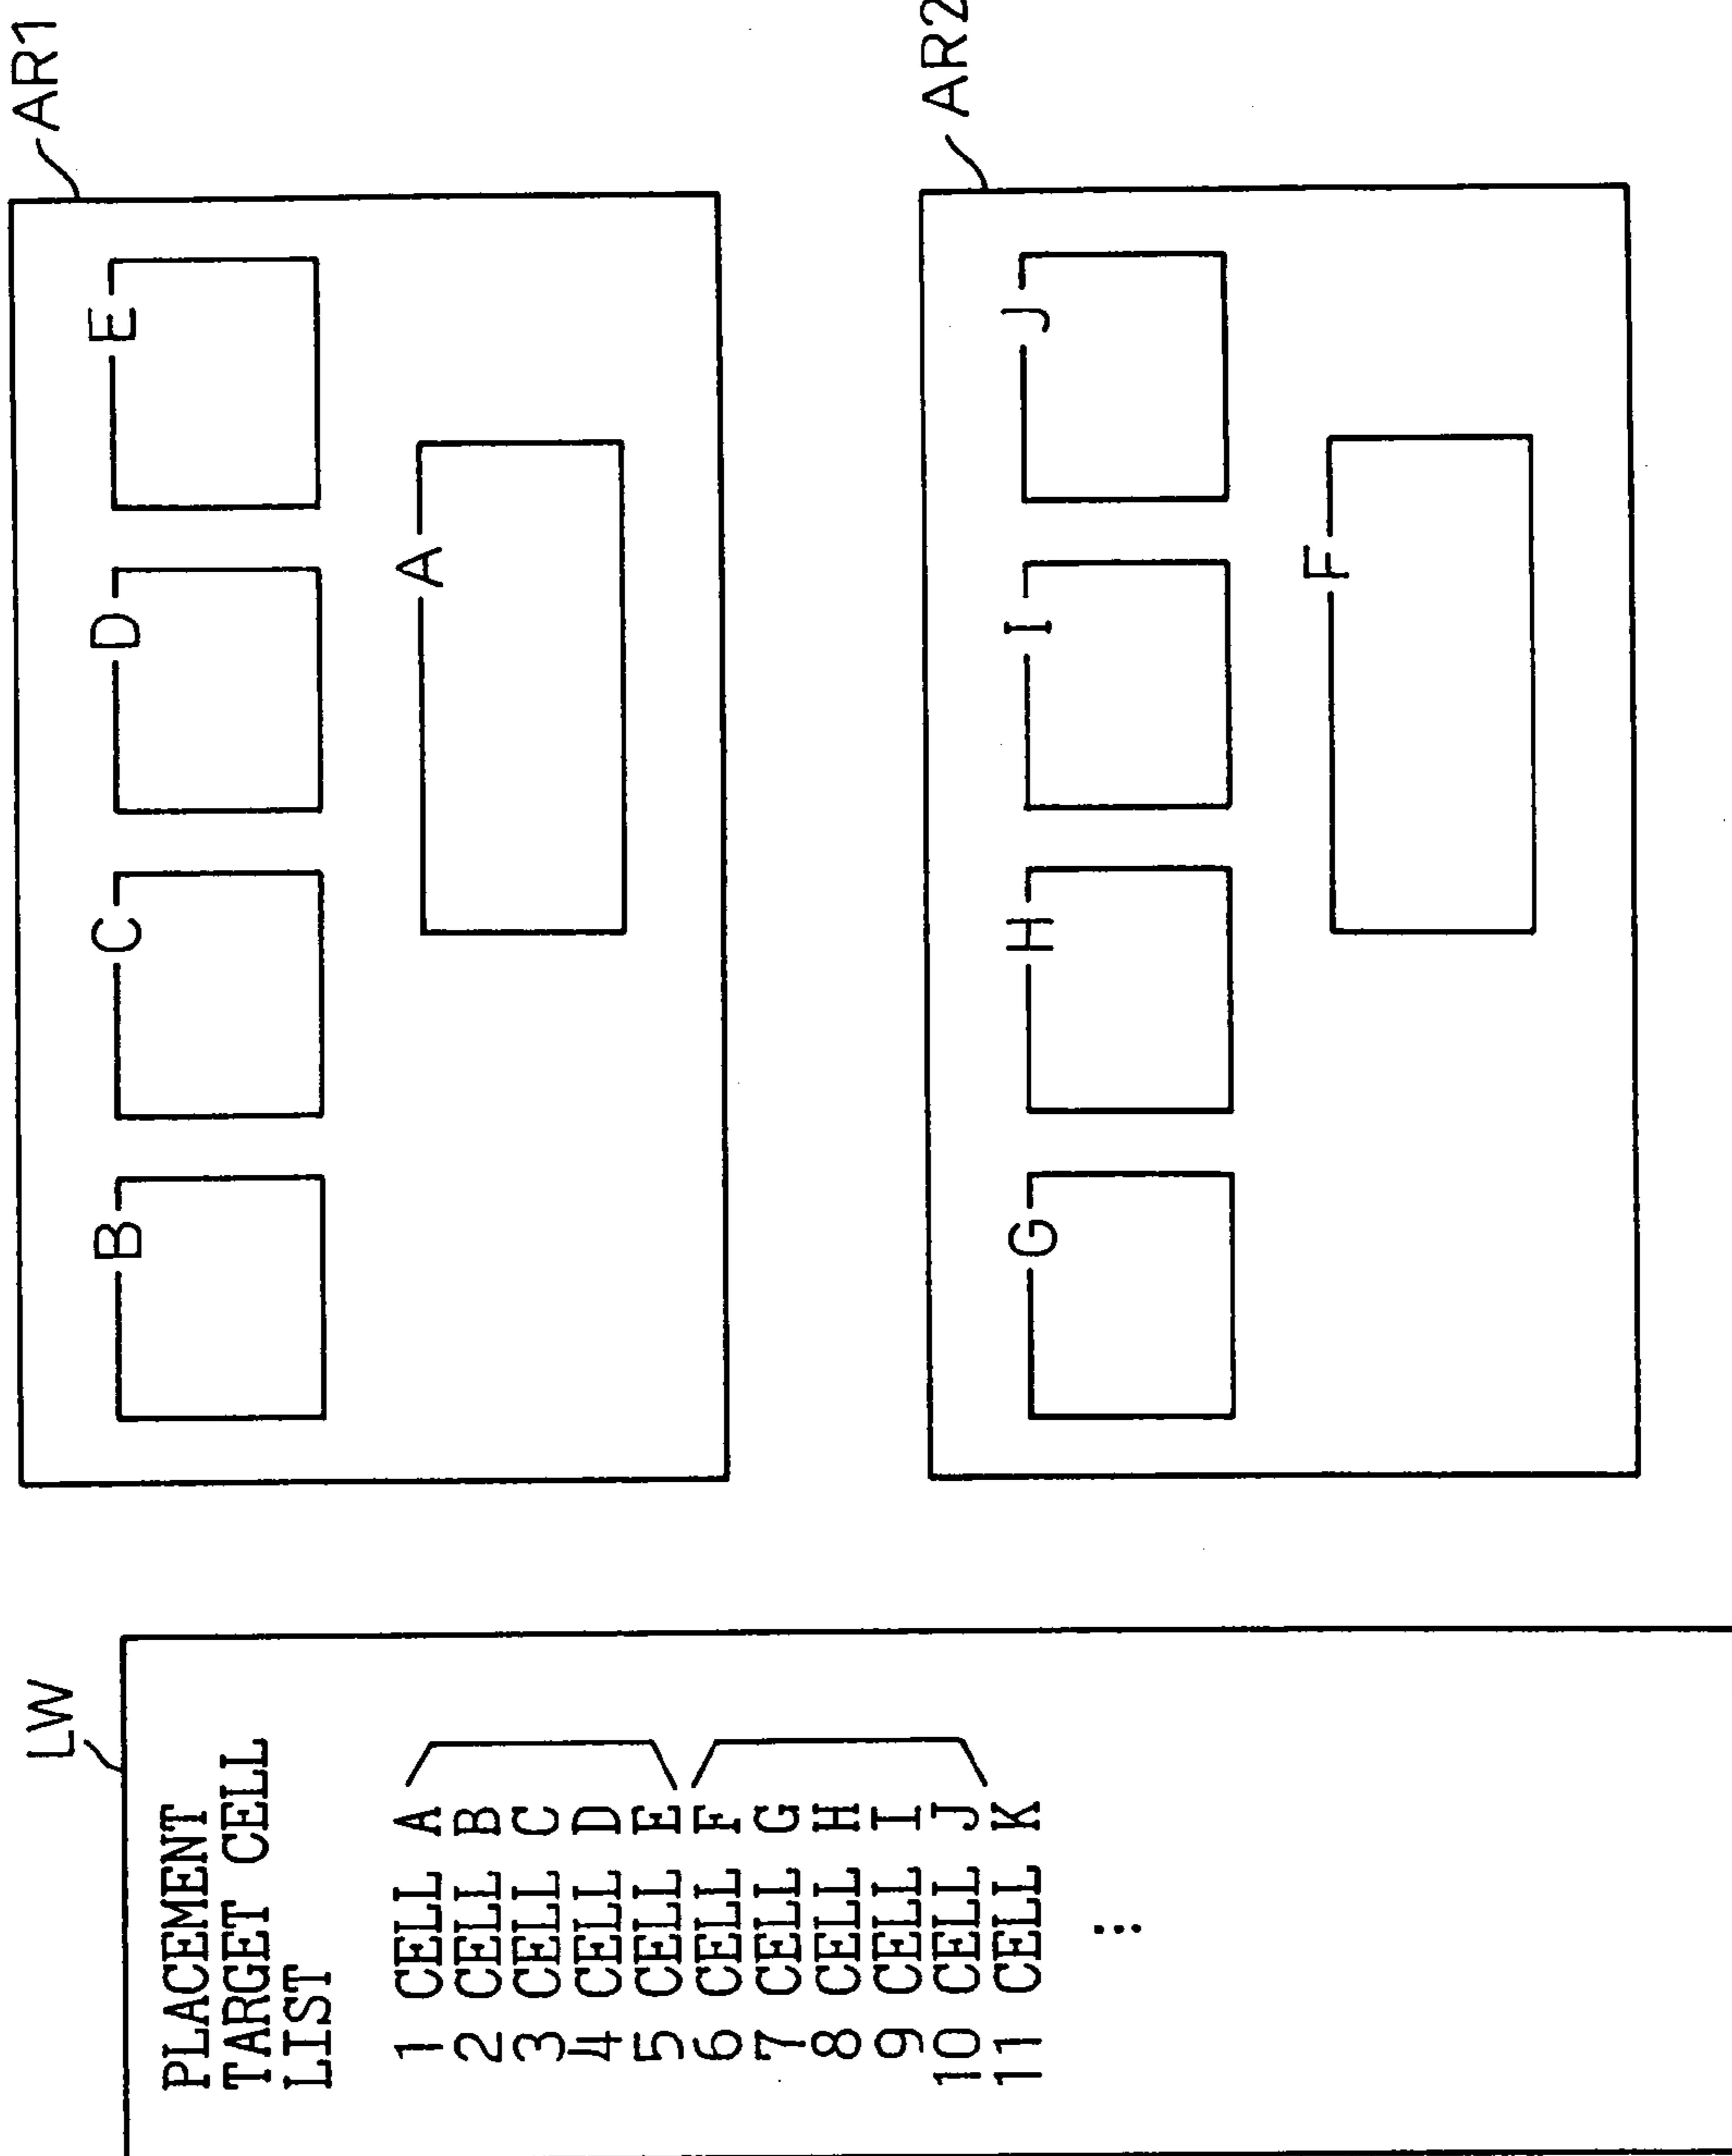 LW
PLACEMENT
TARGET CELL
LIST
1 CELL A
2 CELL B
3 CELL C
4 CELL D
5 CELL E
6 CELL F
7 CELL G
8 CELL H
9 CELL I
10 CELL J
11 CELL K
⋮
AR1
B C D E
A
AR2
G H I J
F